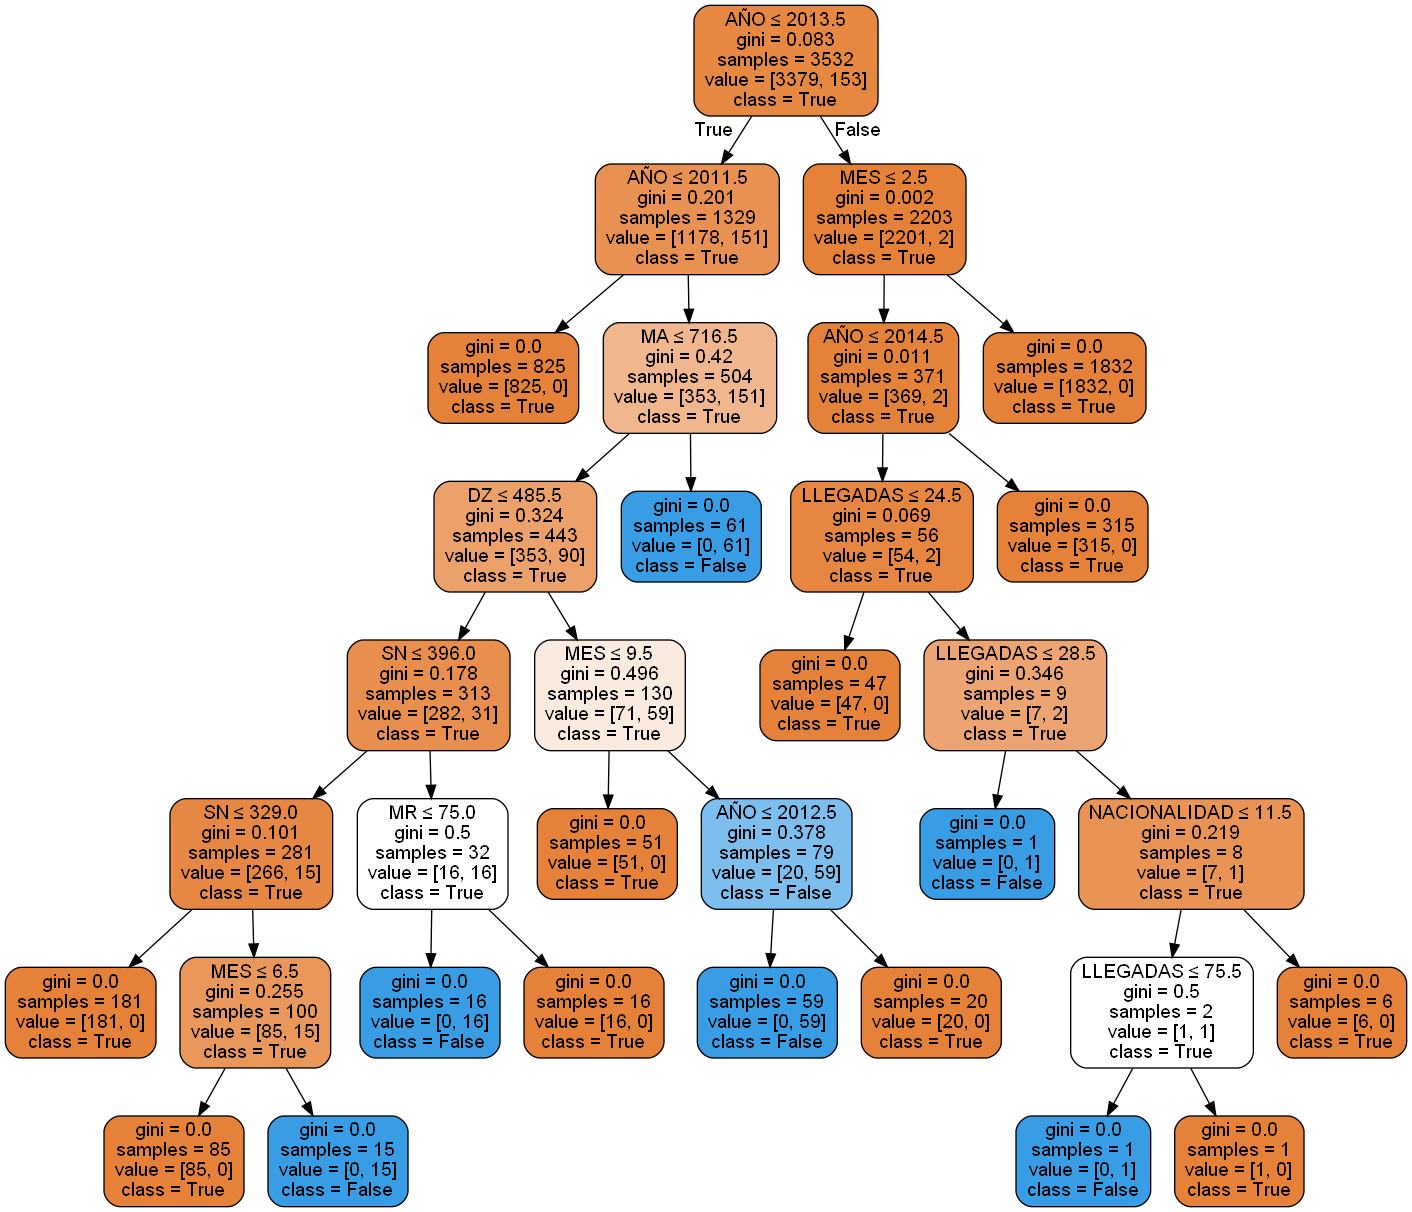 AÑO ≤ 2013.5
gini = 0.083
samples = 3532
value = [3379, 153]
class = True
True
False
AÑO ≤ 2011.5
gini = 0.201
samples = 1329
value = [1178, 151]
class = True
MES ≤ 2.5
gini = 0.002
samples = 2203
value = [2201, 2]
class = True
gini = 0.0
samples = 825
value = [825, 0]
class = True
MA ≤ 716.5
gini = 0.42
samples = 504
value = [353, 151]
class = True
AÑO ≤ 2014.5
gini = 0.011
samples = 371
value = [369, 2]
class = True
gini = 0.0
samples = 1832
value = [1832, 0]
class = True
DZ ≤ 485.5
gini = 0.324
samples = 443
value = [353, 90]
class = True
gini = 0.0
samples = 61
value = [0, 61]
class = False
LLEGADAS ≤ 24.5
gini = 0.069
samples = 56
value = [54, 2]
class = True
gini = 0.0
samples = 315
value = [315, 0]
class = True
SN ≤ 396.0
gini = 0.178
samples = 313
value = [282, 31]
class = True
MES ≤ 9.5
gini = 0.496
samples = 130
value = [71, 59]
class = True
gini = 0.0
samples = 47
value = [47, 0]
class = True
LLEGADAS ≤ 28.5
gini = 0.346
samples = 9
value = [7, 2]
class = True
SN ≤ 329.0
gini = 0.101
samples = 281
value = [266, 15]
class = True
MR ≤ 75.0
gini = 0.5
samples = 32
value = [16, 16]
class = True
gini = 0.0
samples = 51
value = [51, 0]
class = True
AÑO ≤ 2012.5
gini = 0.378
samples = 79
value = [20, 59]
class = False
gini = 0.0
samples = 1
value = [0, 1]
class = False
NACIONALIDAD ≤ 11.5
gini = 0.219
samples = 8
value = [7, 1]
class = True
gini = 0.0
samples = 181
value = [181, 0]
class = True
MES ≤ 6.5
gini = 0.255
samples = 100
value = [85, 15]
class = True
gini = 0.0
samples = 16
value = [0, 16]
class = False
gini = 0.0
samples = 16
value = [16, 0]
class = True
gini = 0.0
samples = 59
value = [0, 59]
class = False
gini = 0.0
samples = 20
value = [20, 0]
class = True
LLEGADAS ≤ 75.5
gini = 0.5
samples = 2
value = [1, 1]
class = True
gini = 0.0
samples = 6
value = [6, 0]
class = True
gini = 0.0
samples = 85
value = [85, 0]
class = True
gini = 0.0
samples = 15
value = [0, 15]
class = False
gini = 0.0
samples = 1
value = [0, 1]
class = False
gini = 0.0
samples = 1
value = [1, 0]
class = True